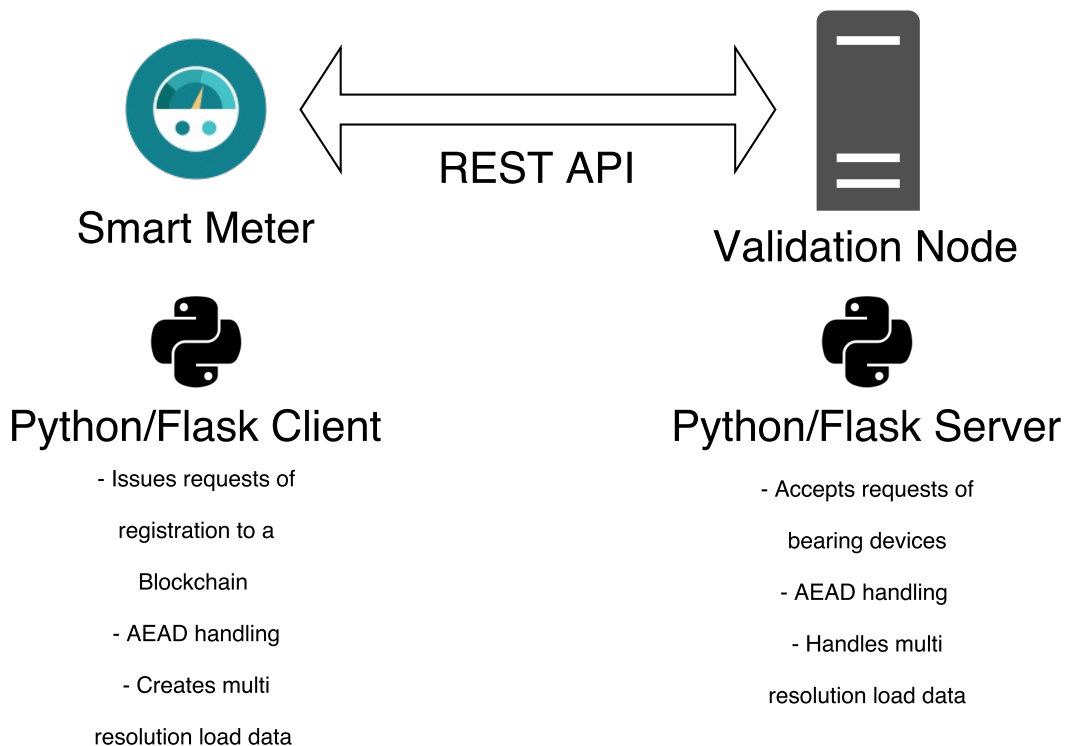 REST API
Smart Meter
Validation Node
Python/Flask Client
Python/Flask Server
- Issues requests of
registration to a
Blockchain
- AEAD handling
- Creates multi
resolution load data
- Accepts requests of
bearing devices
- AEAD handling
- Handles multi
resolution load data